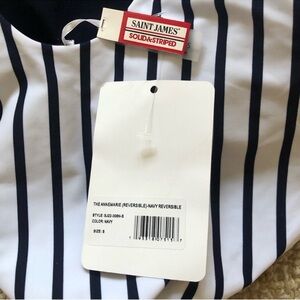 SAINT JAMES
SOLID&STRIPED
THE ANNEMARIE (REVERSIBLE)-NAVY REVERSIBLE
COLOR: NAVY
SIZE: S